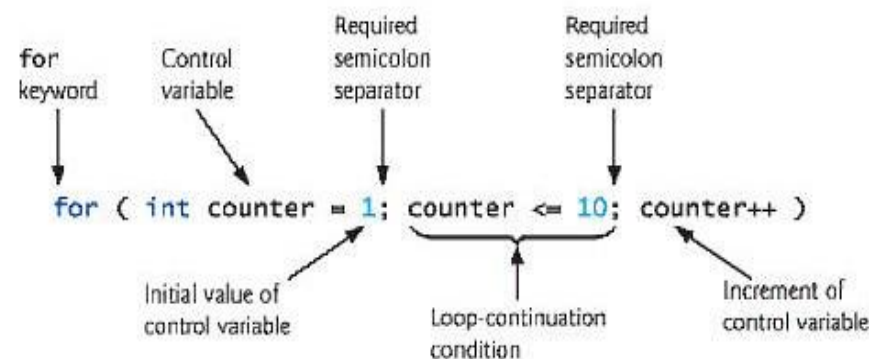 for
keyword
Control
variable
Required
semicolon
separator
Required
semicolon
separator
for ( int counter = 1; counter <= 10; counter++ )
Initial value of
control variable
Loop-continuation
condition
Increment of
control variable